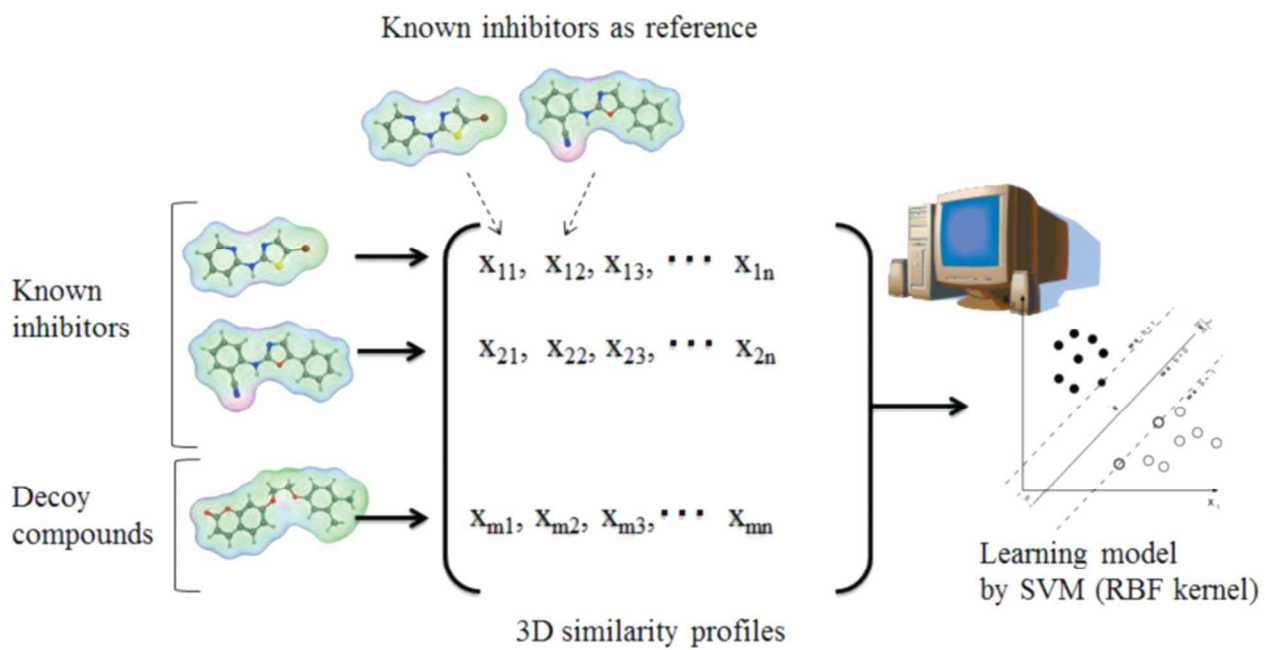 Known inhibitors as reference
Known
inhibitors
Decoy
compounds
x₁₁, x₁₂, x₁₃, ··· x₁ₙ
x₂₁, x₂₂, x₂₃, ··· x₂ₙ
xₘ₁, xₘ₂, xₘ₃, ··· xₘₙ
3D similarity profiles
X₁
Learning model
by SVM (RBF kernel)